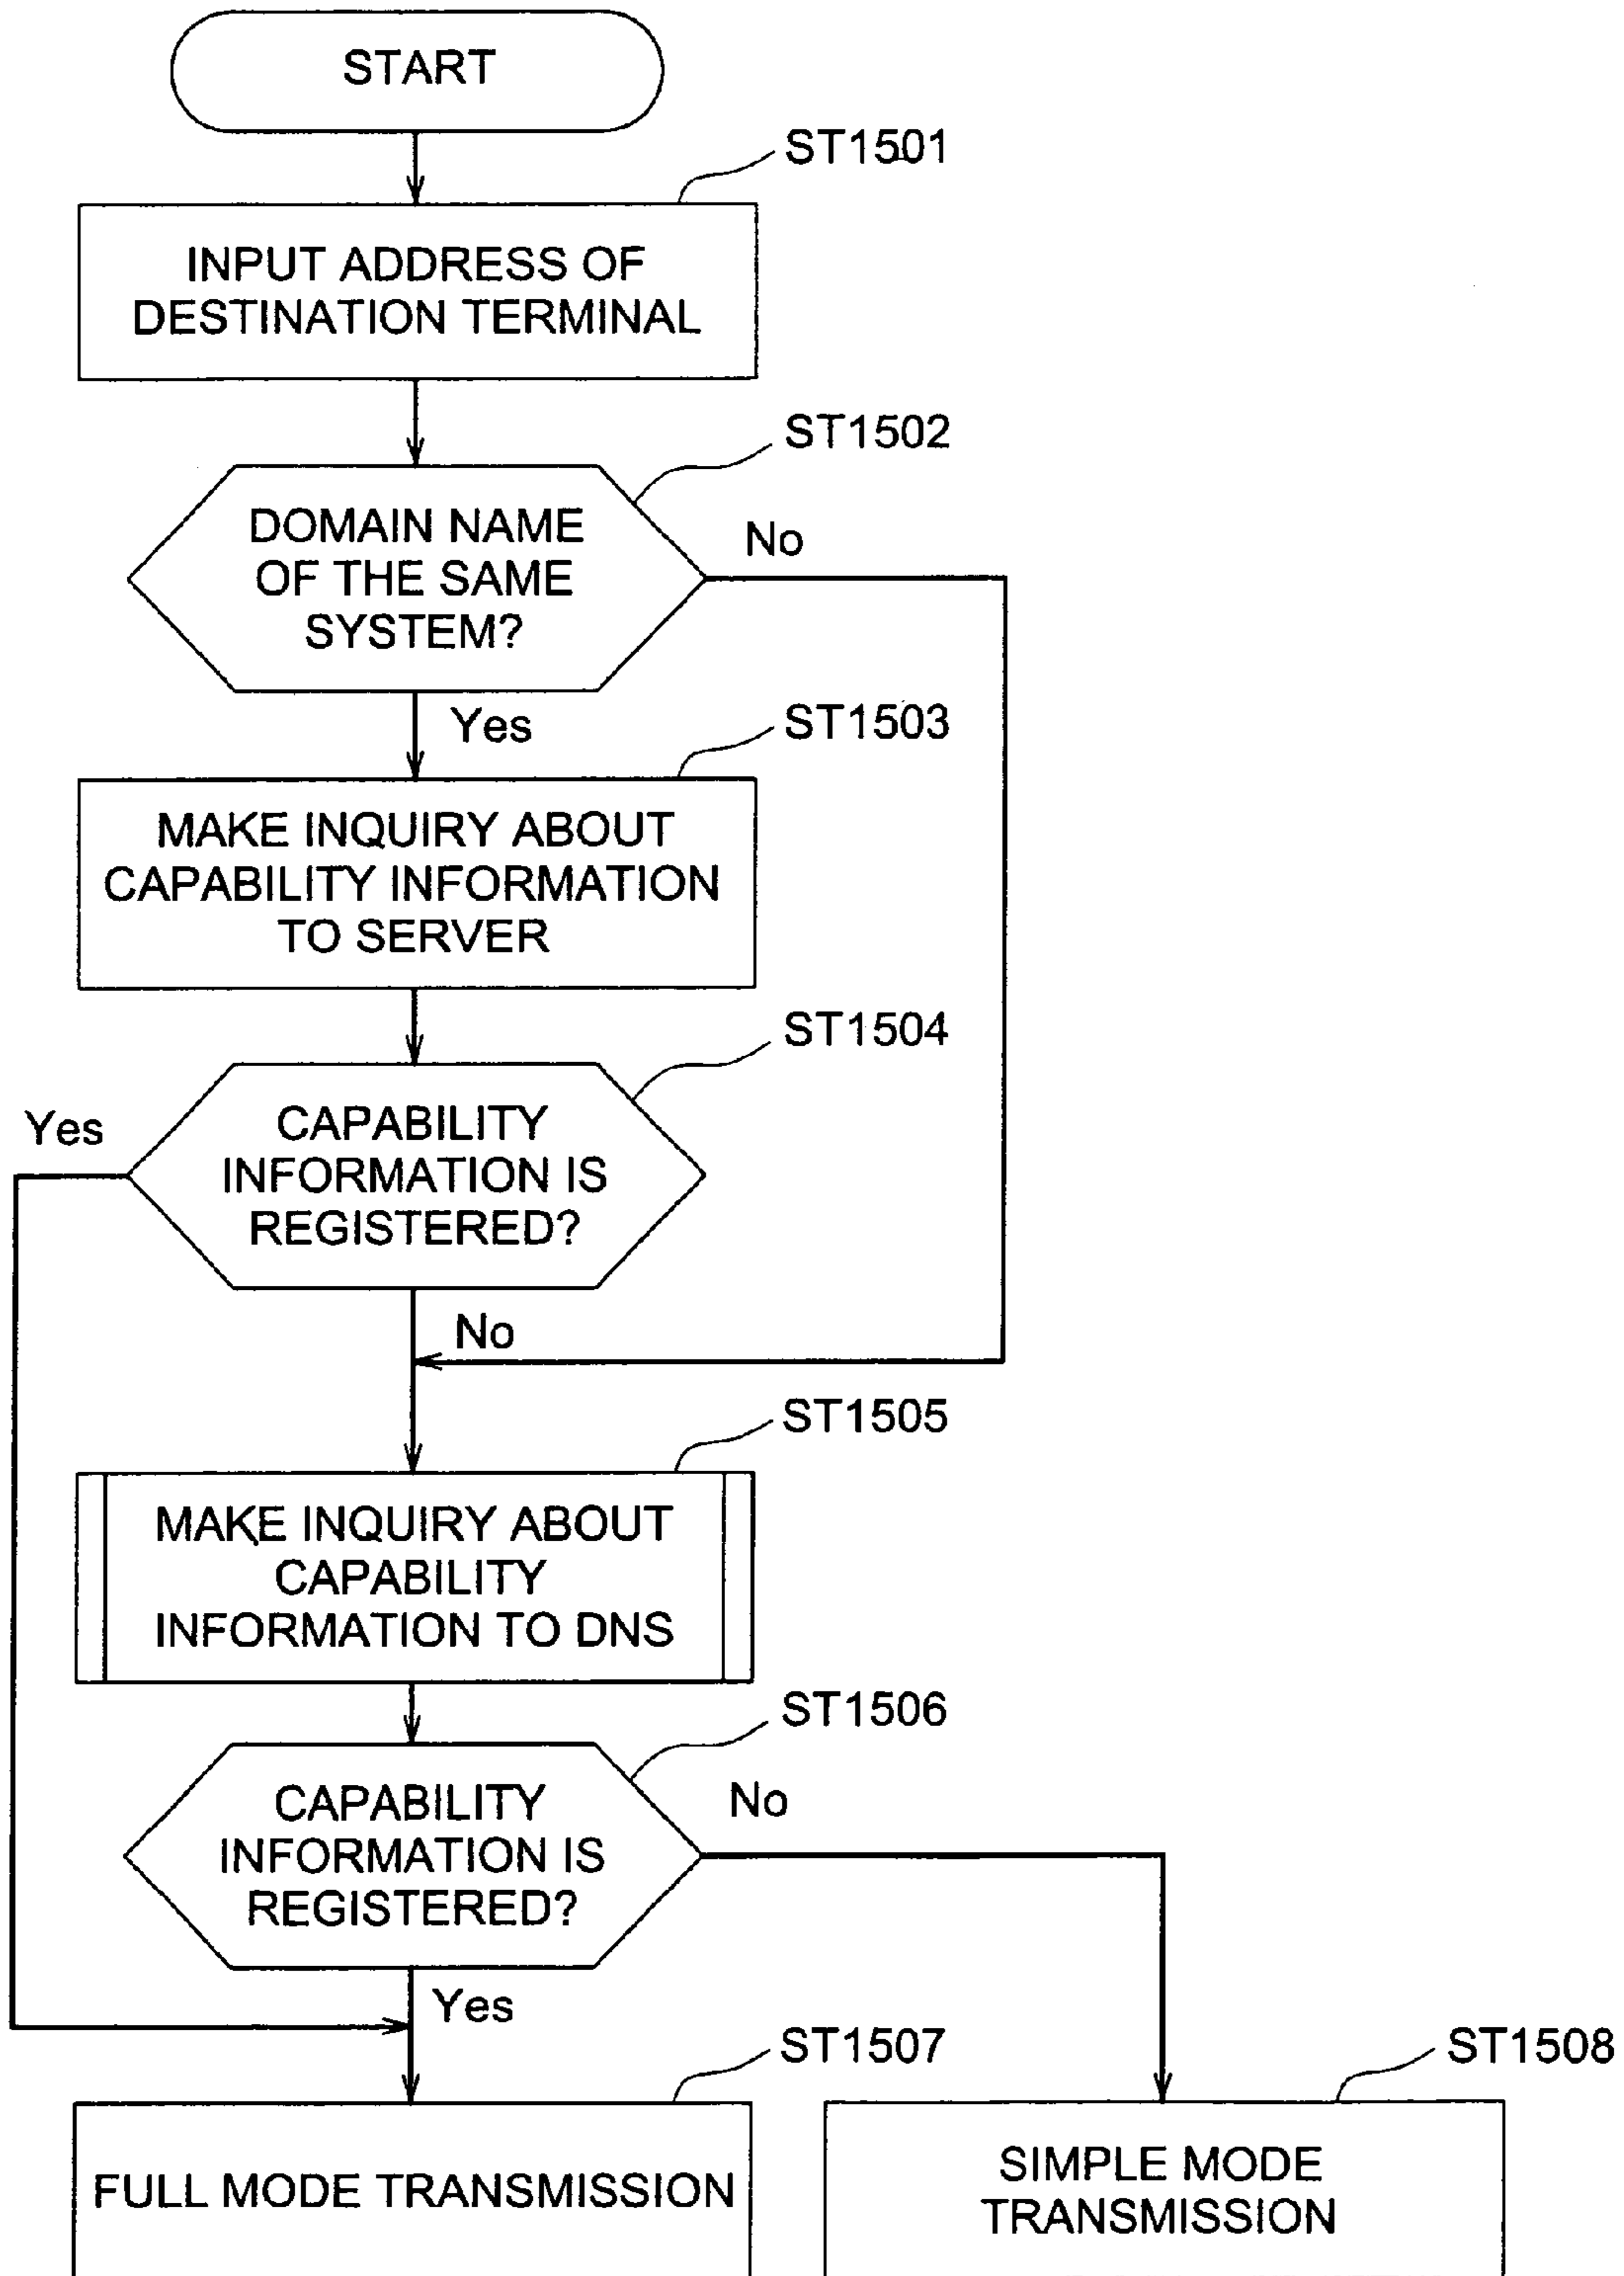 START
ST1501
INPUT ADDRESS OF
DESTINATION TERMINAL
ST1502
DOMAIN NAME
OF THE SAME
SYSTEM?
No
Yes
ST1503
MAKE INQUIRY ABOUT
CAPABILITY INFORMATION
TO SERVER
ST1504
Yes
CAPABILITY
INFORMATION IS
REGISTERED?
No
ST1505
MAKE INQUIRY ABOUT
CAPABILITY
INFORMATION TO DNS
ST1506
CAPABILITY
INFORMATION IS
REGISTERED?
No
Yes
ST1507
FULL MODE TRANSMISSION
ST1508
SIMPLE MODE
TRANSMISSION